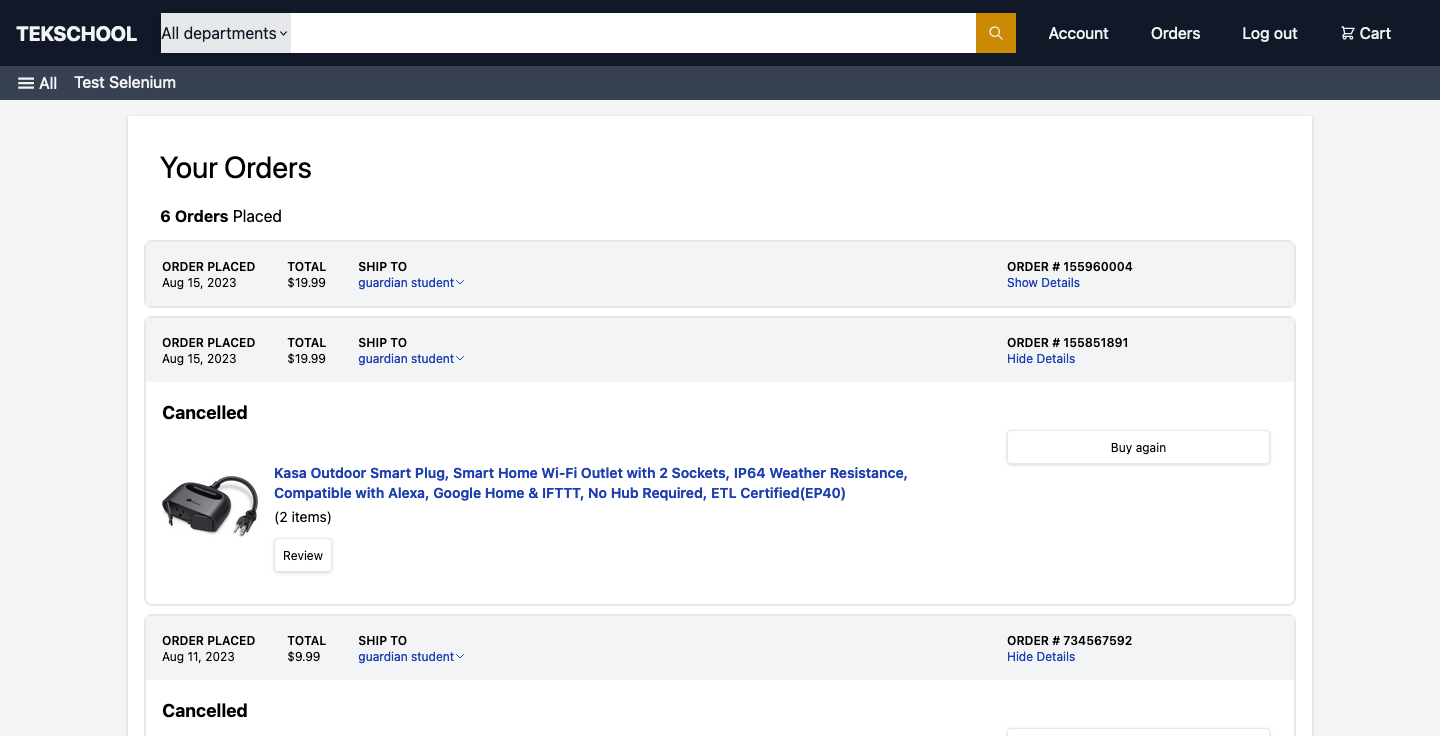 TEKSCHOOL All departments Account Orders Log out Cart
All Test Selenium
Your Orders
6 Orders Placed
ORDER PLACED TOTAL SHIP TO ORDER # 155960004
Aug 15, 2023 $19.99 guardian student Show Details
ORDER PLACED TOTAL SHIP TO ORDER # 155851891
Aug 15, 2023 $19.99 guardian student Hide Details
Cancelled
Buy again
Kasa Outdoor Smart Plug, Smart Home Wi-Fi Outlet with 2 Sockets, IP64 Weather Resistance,
Compatible with Alexa, Google Home & IFTTT, No Hub Required, ETL Certified(EP40)
(2 items)
Review
ORDER PLACED TOTAL SHIP TO ORDER # 734567592
Aug 11, 2023 $9.99 guardian student Hide Details
Cancelled